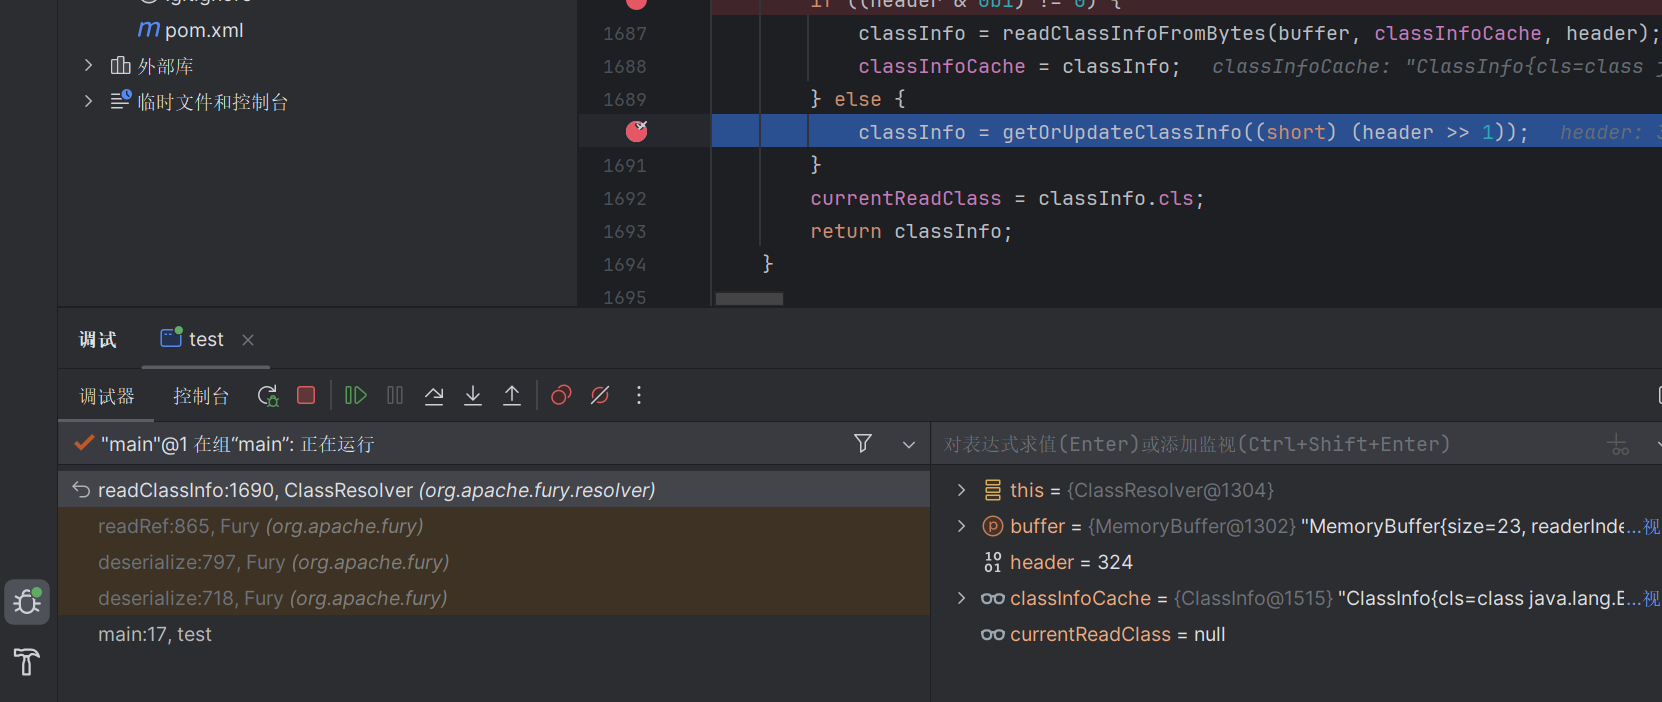 pom.xml
外部库
临时文件和控制台
if ((header & 0b1) != 0) {
1687 classInfo = readClassInfoFromBytes(buffer, classInfoCache, header);
1688 classInfoCache = classInfo; classInfoCache: "ClassInfo{cls=class
1689 } else {
classInfo = getOrUpdateClassInfo((short) (header >> 1)); header: 3
1691 }
1692 currentReadClass = classInfo.cls;
1693 return classInfo;
1694 }
1695
调试 test
调试器 控制台
"main"@1 在组“main”: 正在运行
readClassInfo:1690, ClassResolver (org.apache.fury.resolver)
readRef:865, Fury (org.apache.fury)
deserialize:797, Fury (org.apache.fury)
deserialize:718, Fury (org.apache.fury)
main:17, test
对表达式求值(Enter)或添加监视(Ctrl+Shift+Enter)
this = {ClassResolver@1304}
buffer = {MemoryBuffer@1302} "MemoryBuffer{size=23, readerInde...视
header = 324
classInfoCache = {ClassInfo@1515} "ClassInfo{cls=class java.lang.E...视
currentReadClass = null